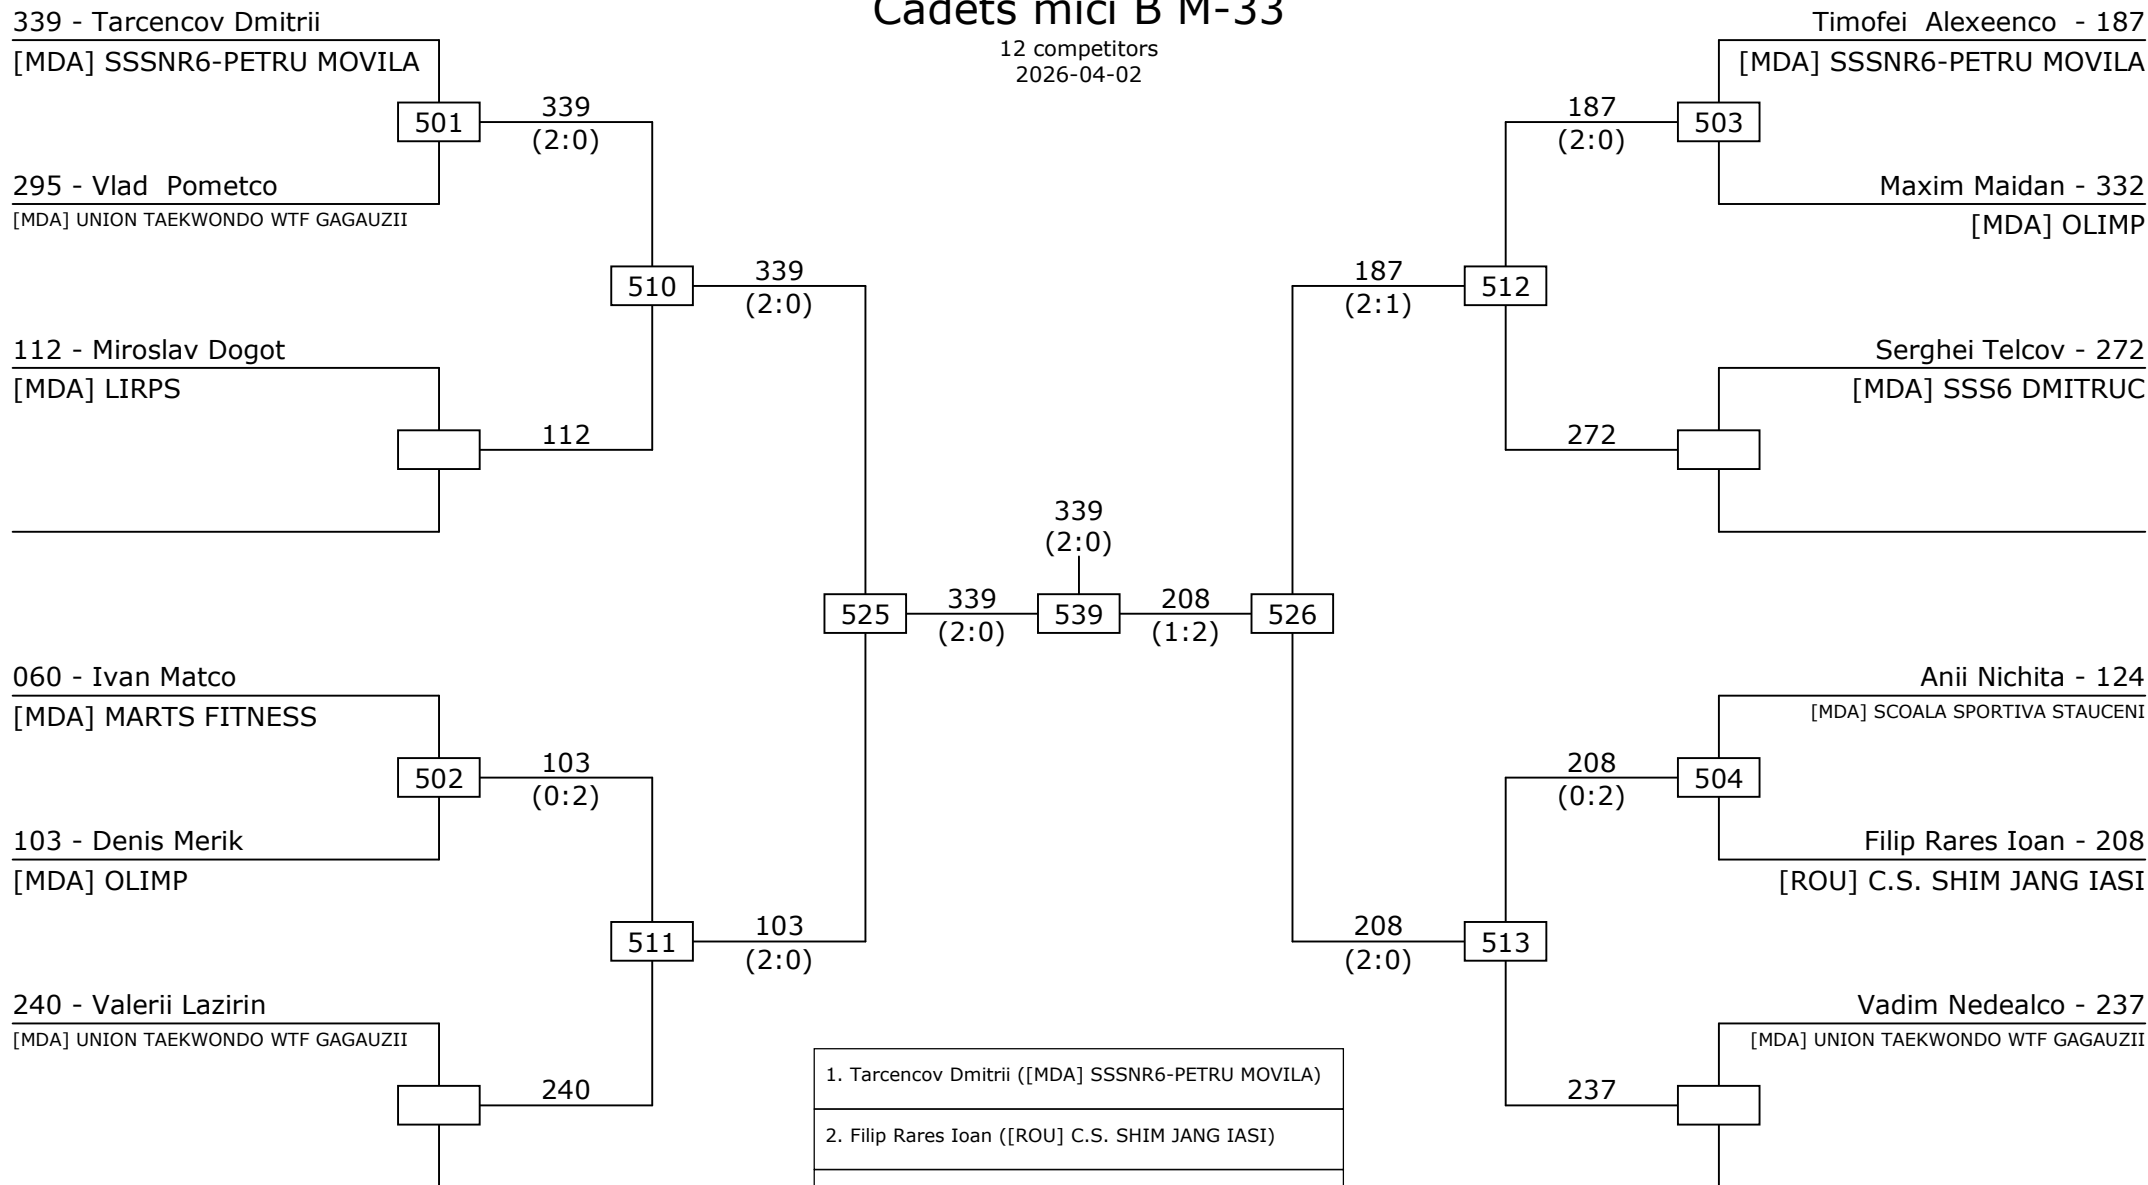 Cadets mici B M-33
12 competitors
2026-04-02
339 - Tarcencov Dmitrii
[MDA] SSSNR6-PETRU MOVILA
501
339
(2:0)
295 - Vlad  Pometco
[MDA] UNION TAEKWONDO WTF GAGAUZII
510
339
(2:0)
112 - Miroslav Dogot
[MDA] LIRPS
112
060 - Ivan Matco
[MDA] MARTS FITNESS
502
103
(0:2)
103 - Denis Merik
[MDA] OLIMP
511
103
(2:0)
240 - Valerii Lazirin
[MDA] UNION TAEKWONDO WTF GAGAUZII
240
525
339
(2:0)
339
(2:0)
539
208
(1:2)
526
Timofei  Alexeenco  - 187
[MDA] SSSNR6-PETRU MOVILA
187
(2:0)
503
Maxim Maidan - 332
[MDA] OLIMP
187
(2:1)
512
Serghei Telcov - 272
[MDA] SSS6 DMITRUC
272
Anii Nichita - 124
[MDA] SCOALA SPORTIVA STAUCENI
208
(0:2)
504
Filip Rares Ioan - 208
[ROU] C.S. SHIM JANG IASI
208
(2:0)
513
Vadim Nedealco - 237
[MDA] UNION TAEKWONDO WTF GAGAUZII
237
1. Tarcencov Dmitrii ([MDA] SSSNR6-PETRU MOVILA)
2. Filip Rares Ioan ([ROU] C.S. SHIM JANG IASI)